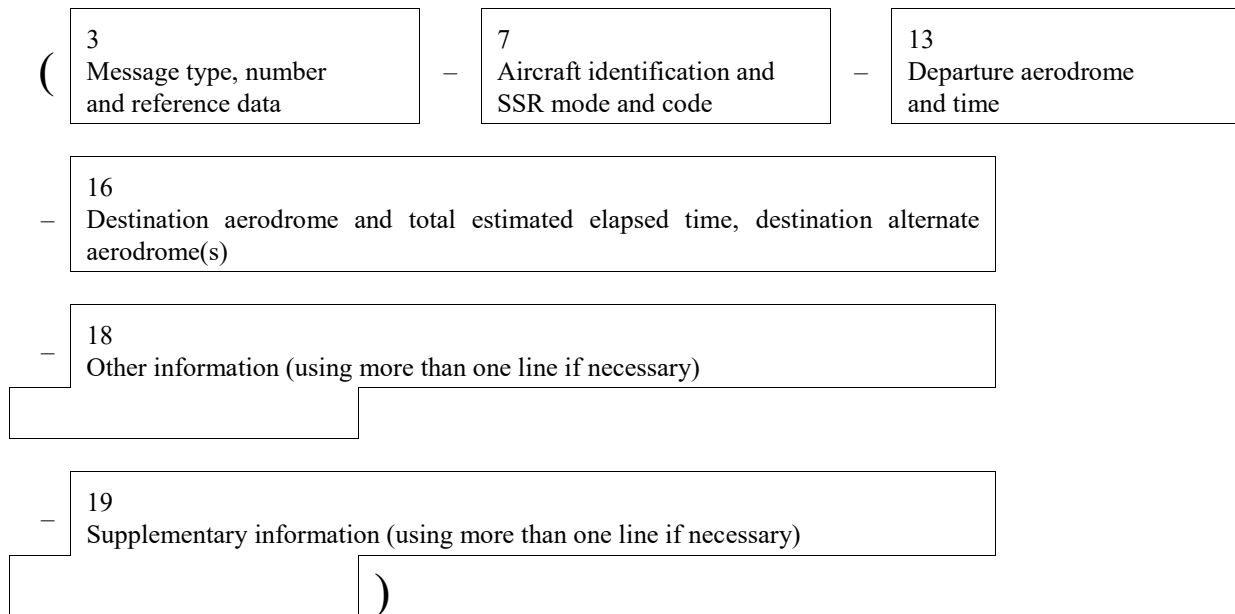 3 7 13
( Message type, number – Aircraft identification and – Departure aerodrome
and reference data SSR mode and code and time
16
– Destination aerodrome and total estimated elapsed time, destination alternate
aerodrome(s)
18
– Other information (using more than one line if necessary)
19
– Supplementary information (using more than one line if necessary)
)